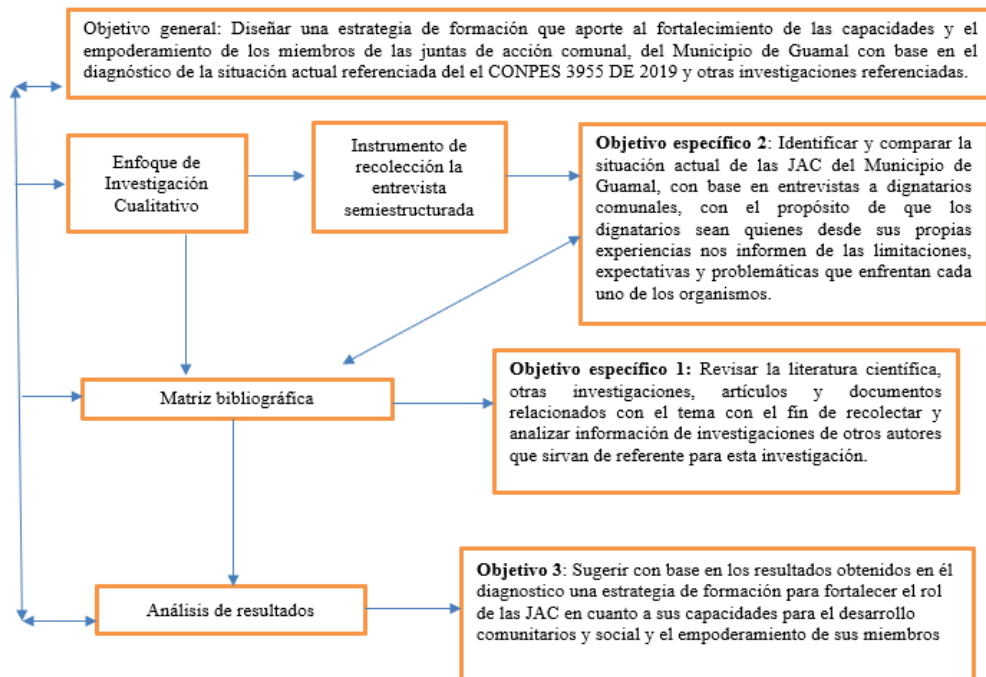 Objetivo general: Diseñar una estrategia de formación que aporte al fortalecimiento de las capacidades y el
empoderamiento de los miembros de las juntas de acción comunal, del Municipio de Guamal con base en el
diagnóstico de la situación actual referenciada del el CONPES 3955 DE 2019 y otras investigaciones referenciadas.
Enfoque de
Investigación
Cualitativo
Instrumento de
recolección la
entrevista
semiestructurada
Objetivo específico 2: Identificar y comparar la
situación actual de las JAC del Municipio de
Guamal, con base en entrevistas a dignatarios
comunales, con el propósito de que los
dignatarios sean quienes desde sus propias
experiencias nos informen de las limitaciones,
expectativas y problemáticas que enfrentan cada
uno de los organismos.
Matriz bibliográfica
Objetivo específico 1: Revisar la literatura científica,
otras investigaciones, artículos y documentos
relacionados con el tema con el fin de recolectar y
analizar información de investigaciones de otros autores
que sirvan de referente para esta investigación.
Análisis de resultados
Objetivo 3: Sugerir con base en los resultados obtenidos en él
diagnostico una estrategia de formación para fortalecer el rol
de las JAC en cuanto a sus capacidades para el desarrollo
comunitarios y social y el empoderamiento de sus miembros